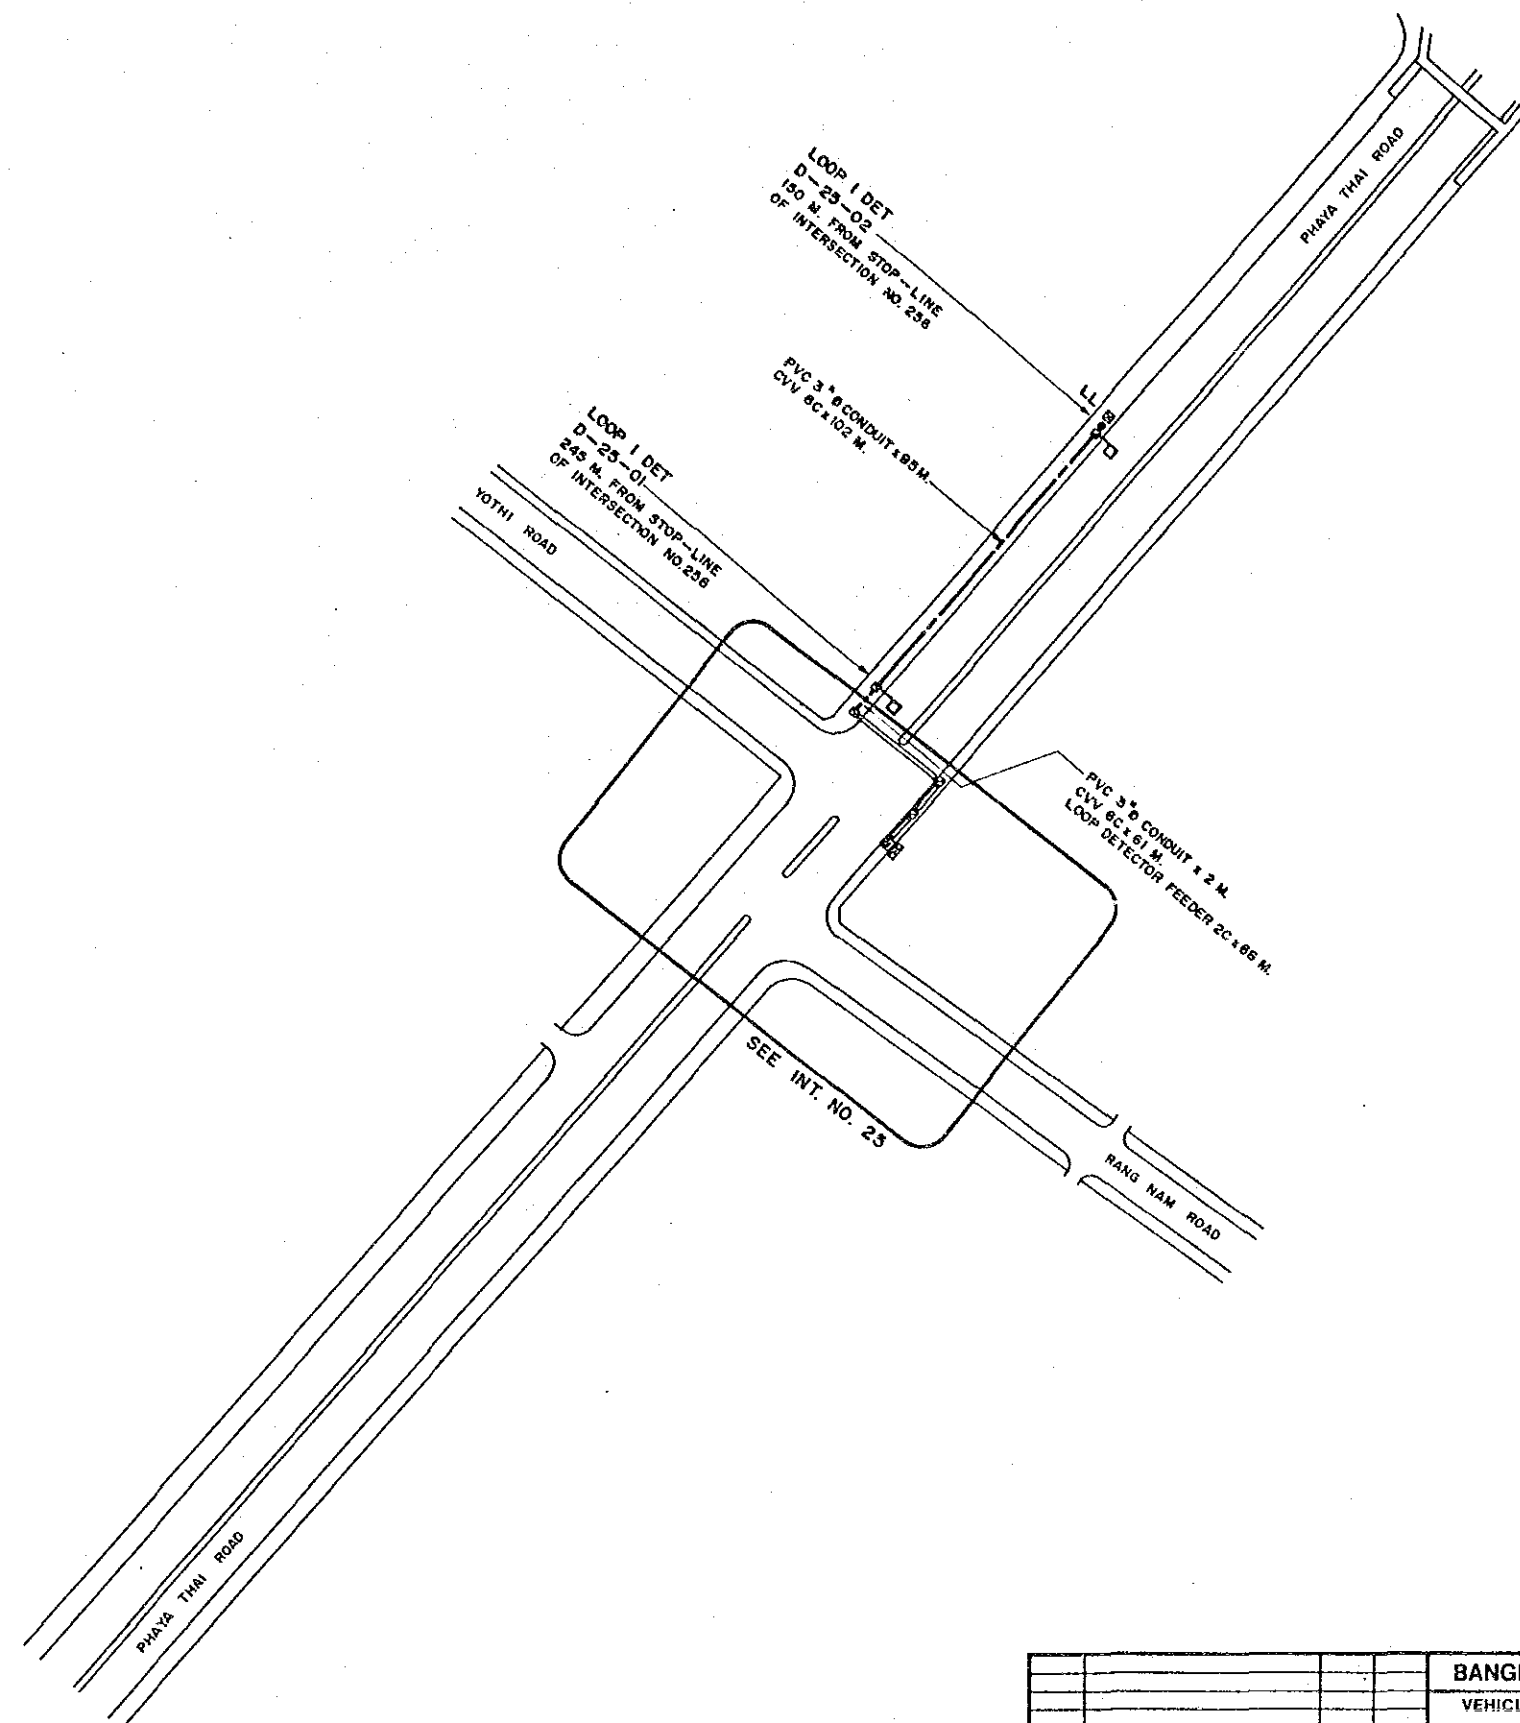 PHAYA THAI ROAD
LOOP 1 DET
D-25-02
150 M. FROM STOP-LINE
OF INTERSECTION NO. 256
LL
PVC 3"Ø CONDUIT x 95 M.
CVV 6C x 102 M.
LOOP 1 DET
D-25-01
245 M. FROM STOP-LINE
OF INTERSECTION NO. 256
YOTHI ROAD
PVC 3"Ø CONDUIT x 2 M.
CVV 6C x 61 M.
LOOP DETECTOR FEEDER 2C x 66 M.
SEE INT. NO. 25
RANG NAM ROAD
PHAYA THAI ROAD